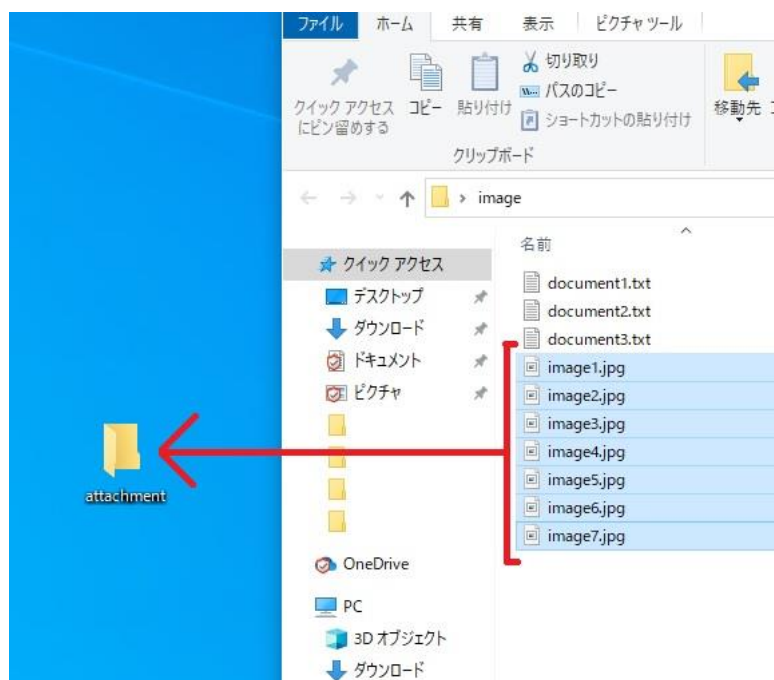 ファイル ホーム 共有 表示 ピクチャ ツール
クイック アクセス
にピン留めする
コピー
貼り付け
切り取り
パスのコピー
ショートカットの貼り付け
移動先
クリップボード
image
名前
クイック アクセス
デスクトップ
ダウンロード
ドキュメント
ピクチャ
OneDrive
PC
3D オブジェクト
ダウンロード
document1.txt
document2.txt
document3.txt
image1.jpg
image2.jpg
image3.jpg
image4.jpg
image5.jpg
image6.jpg
image7.jpg
attachment